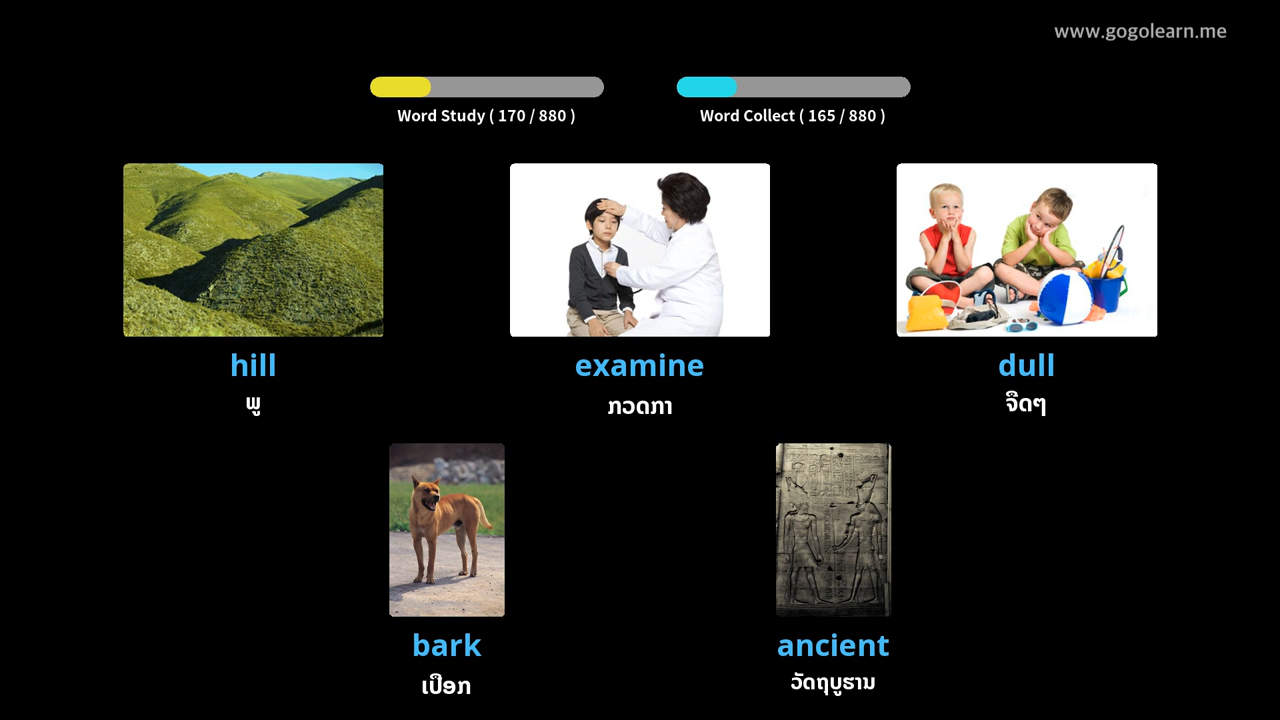 www.gogolearn.me
Word Study ( 170 / 880 )
Word Collect ( 165 / 880 )
hill
ພູ
examine
ກວດກາ
dull
ຈືດໆ
bark
ເປືອກ
ancient
ວັດຖຸບູຮານ